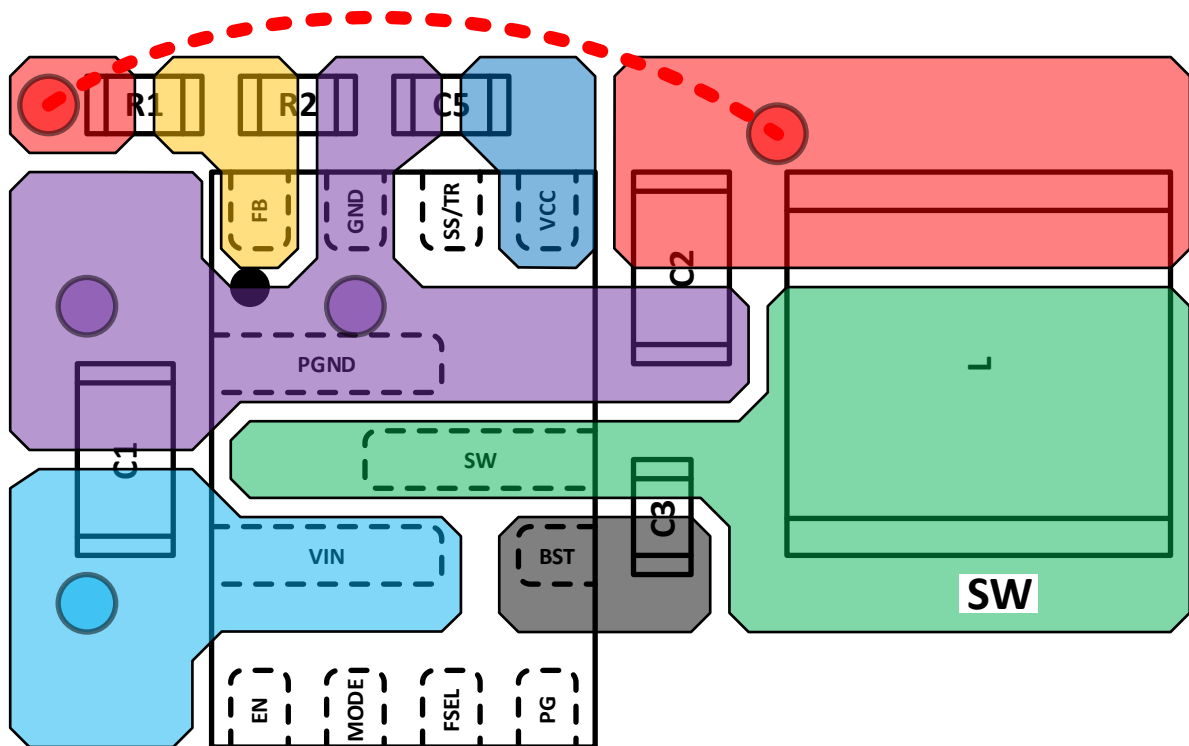 R1
R2
C5
FB
GND
SS/TR
VCC
C2
PGND
L
C1
SW
C3
VIN
BST
SW
EN
MODE
FSEL
PG